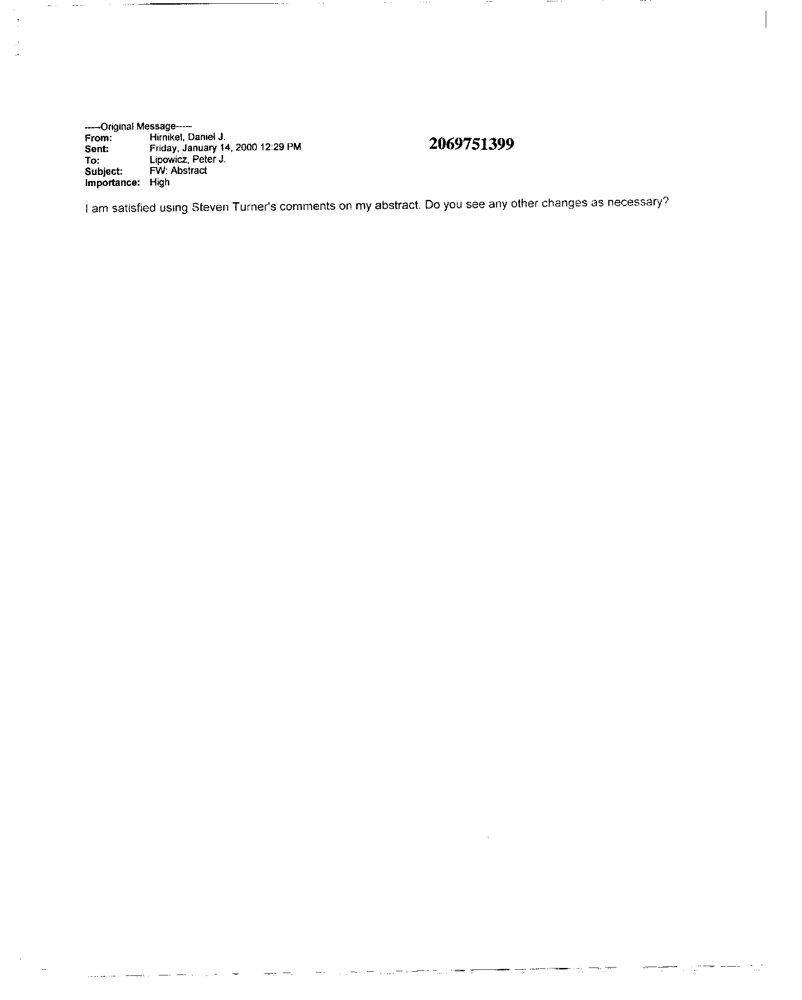 -----Original Message-----
From: Hirnikel, Daniel J.
Sent: Friday, January 14, 2000 12:29 PM
To: Lipowicz, Peter J.
Subject: FW: Abstract
Importance: High
2069751399
I am satisfied using Steven Turner's comments on my abstract. Do you see any other changes as necessary?